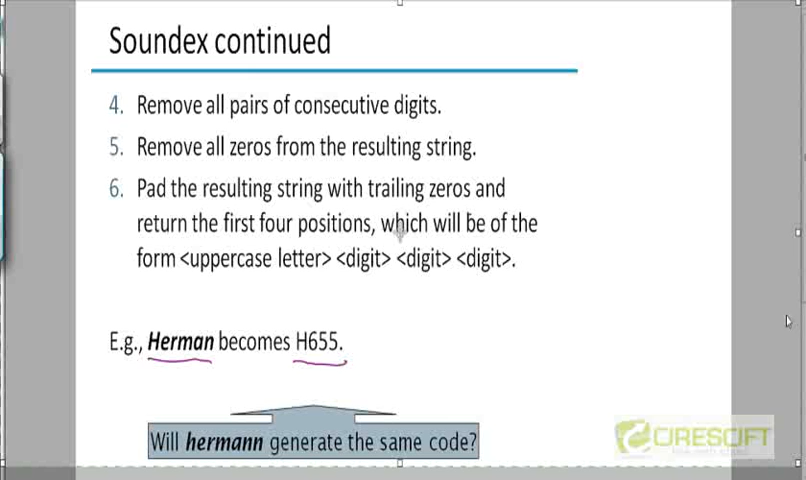 Soundex continued
4. Remove all pairs of consecutive digits.
5. Remove all zeros from the resulting string.
6. Pad the resulting string with trailing zeros and
return the first four positions, which will be of the
form <uppercase letter> <digit> <digit> <digit>.
E.g., Herman becomes H655.
Will hermann generate the same code?
CIRESOFT